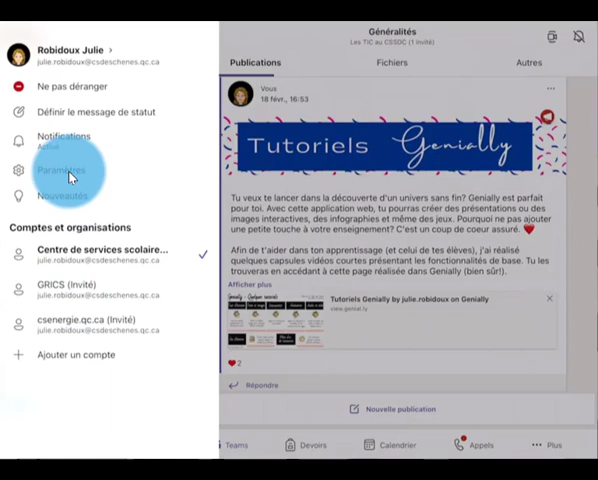 Robidoux Julie
julie.robidoux@csdeschenes.qc.ca
Ne pas déranger
Définir le message de statut
Notifications
Activé
Paramètres
Nouveautés
Comptes et organisations
Centre de services scolaire...
julie.robidoux@csdeschenes.qc.ca
GRICS (Invité)
julie.robidoux@csdeschenes.qc.ca
csenergie.qc.ca (Invité)
julie.robidoux@csdeschenes.qc.ca
Ajouter un compte
Généralités
Les TIC au CSSDC (1 invité)
Publications
Fichiers
Autres
Vous
18 févr., 16:53
Tutoriels Genially
Tu veux te lancer dans la découverte d'un univers sans fin? Genially est parfait
pour toi. Avec cette application web, tu pourras créer des présentations ou des
images interactives, des infographies et même des jeux. Pourquoi ne pas ajouter
une petite touche à votre enseignement? C'est un coup de coeur assuré.
Afin de t'aider dans ton apprentissage (et celui de tes élèves), j'ai réalisé
quelques capsules vidéos courtes présentant les fonctionnalités de base. Tu les
trouveras en accédant à cette page réalisée dans Genially (bien sûr!).
Afficher plus
Tutoriels Genially by julie.robidoux on Genially
view.genial.ly
2
Répondre
Nouvelle publication
Teams
Devoirs
Calendrier
Appels
Plus